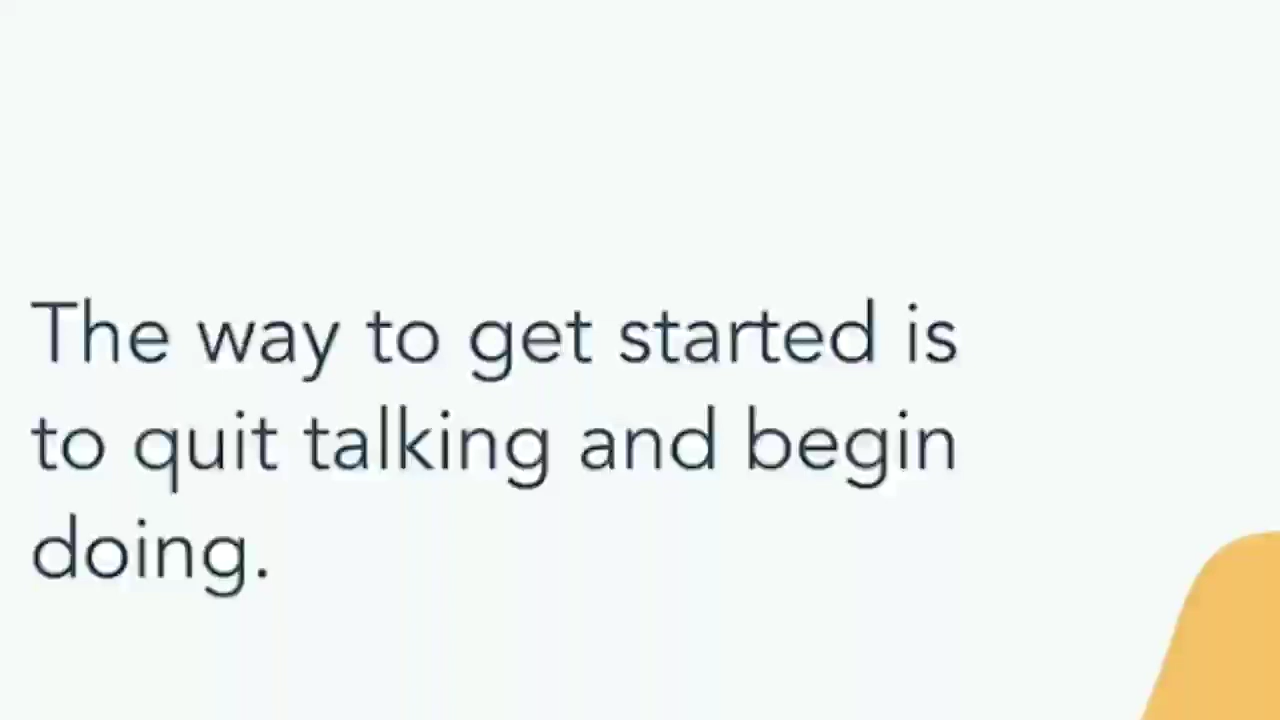 The way to get started is
to quit talking and begin
doing.